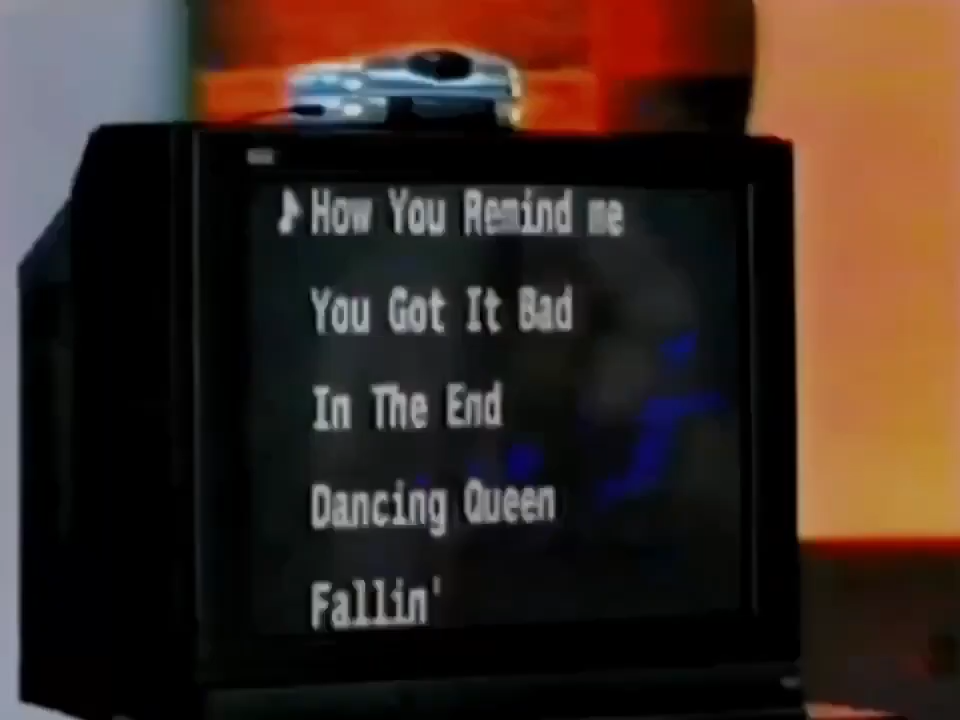 ♪ How You Remind me
You Got It Bad
In The End
Dancing Queen
Fallin'